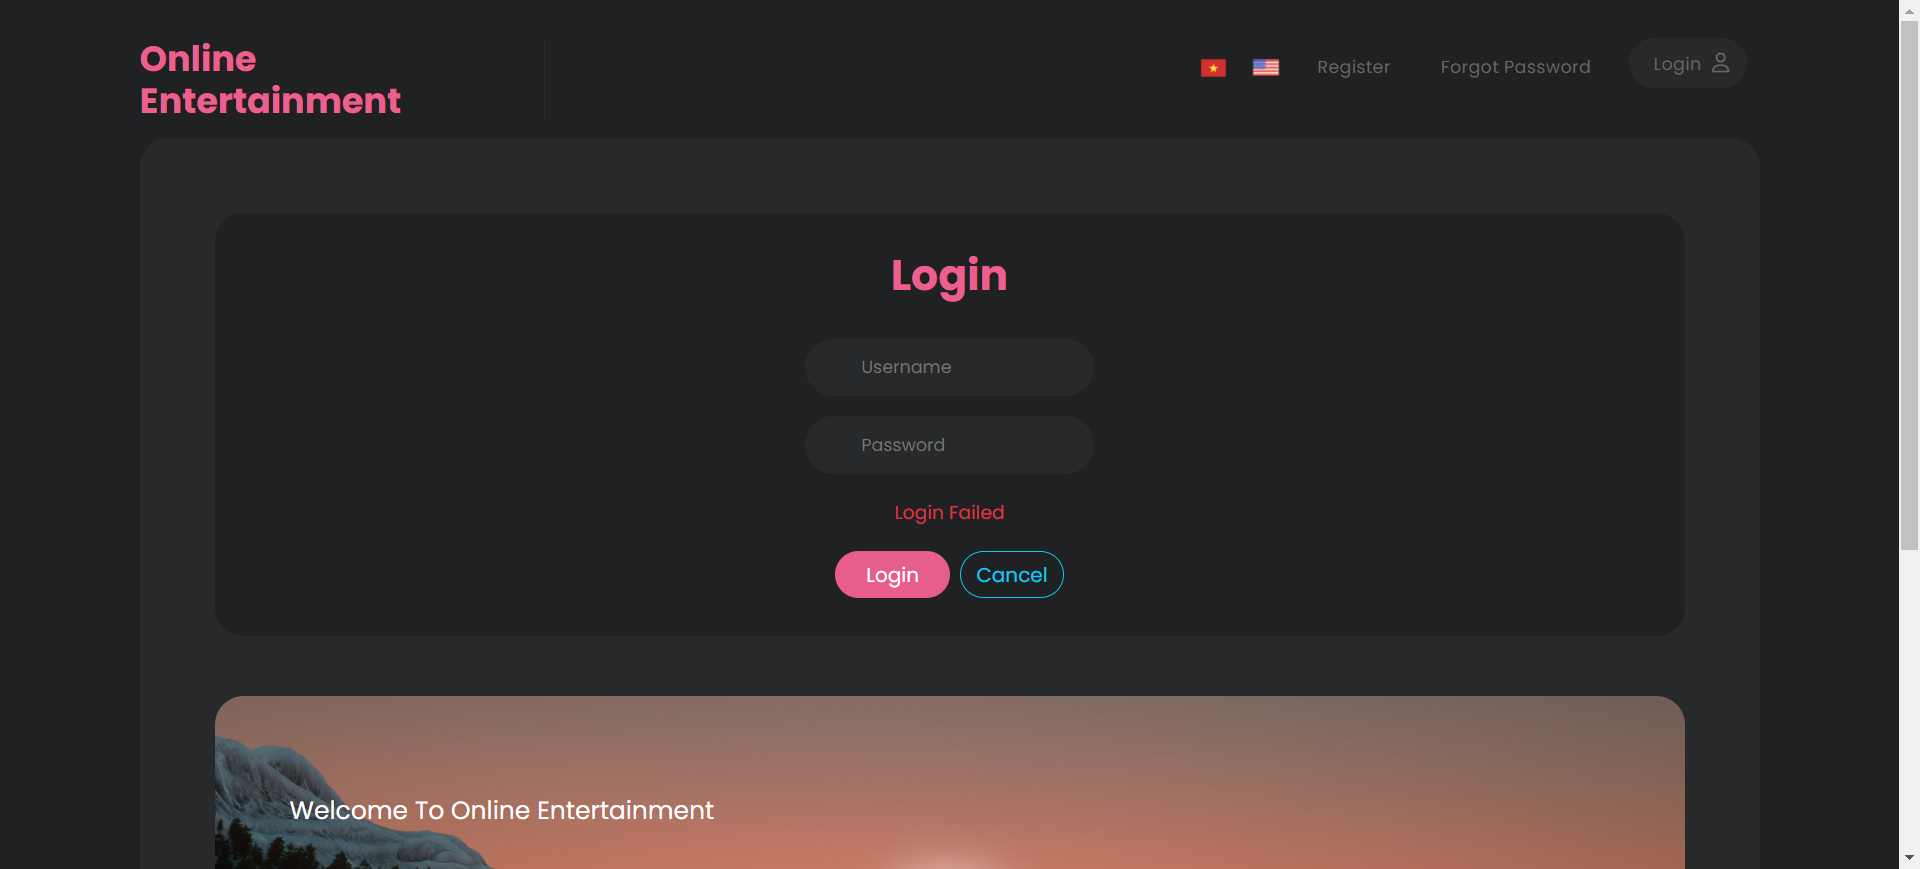 Online
Entertainment
Register
Forgot Password
Login
Login
Username
Password
Login Failed
Login
Cancel
Welcome To Online Entertainment